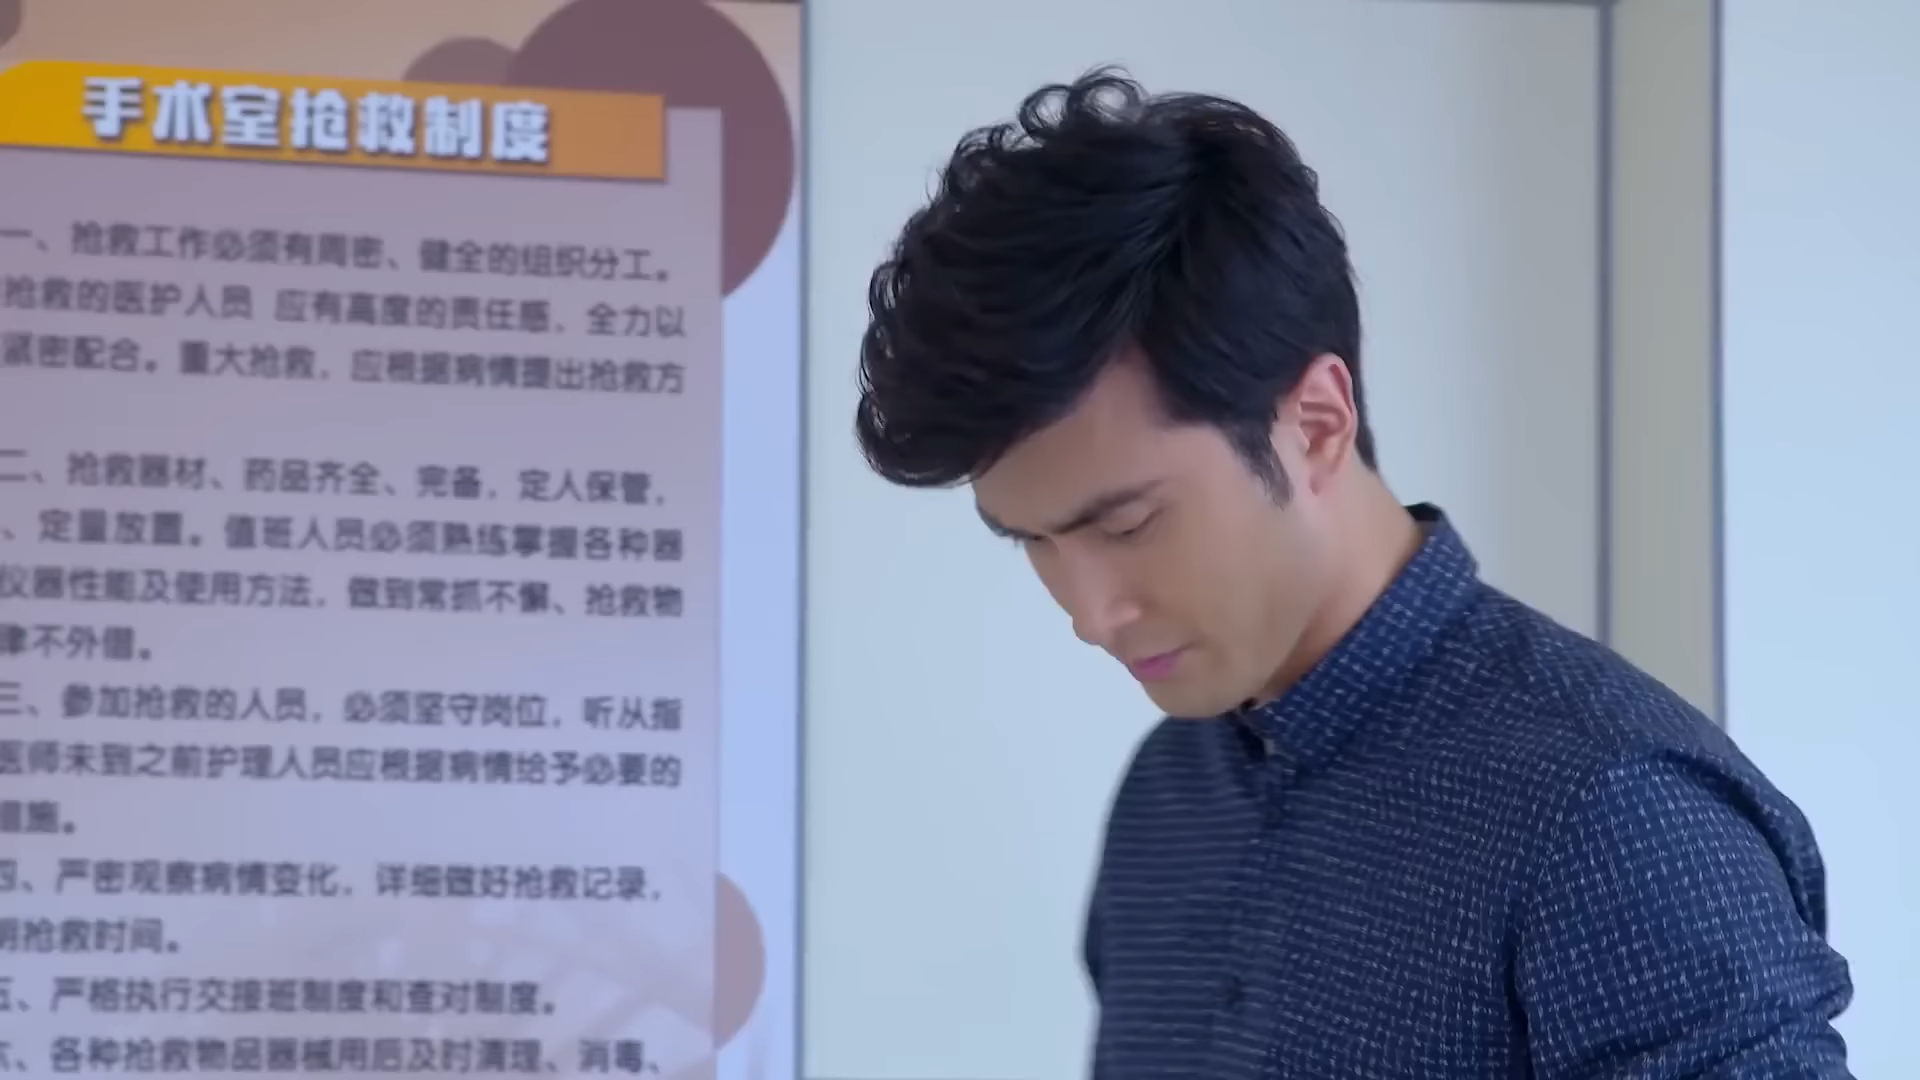 手术室抢救制度
一、抢救工作必须有周密、健全的组织分工。
抢救的医护人员 应有高度的责任感，全力以
紧密配合。重大抢救，应根据病情提出抢救方
二、抢救器材、药品齐全、完备，定人保管，
、定量放置。值班人员必须熟练掌握各种器
仪器性能及使用方法，做到常抓不懈、抢救物
律不外借。
三、参加抢救的人员，必须坚守岗位，听从指
医师未到之前护理人员应根据病情给予必要的
措施。
四、严密观察病情变化，详细做好抢救记录，
明抢救时间。
五、严格执行交接班制度和查对制度。
六、各种抢救物品器械用后及时清理、消毒、